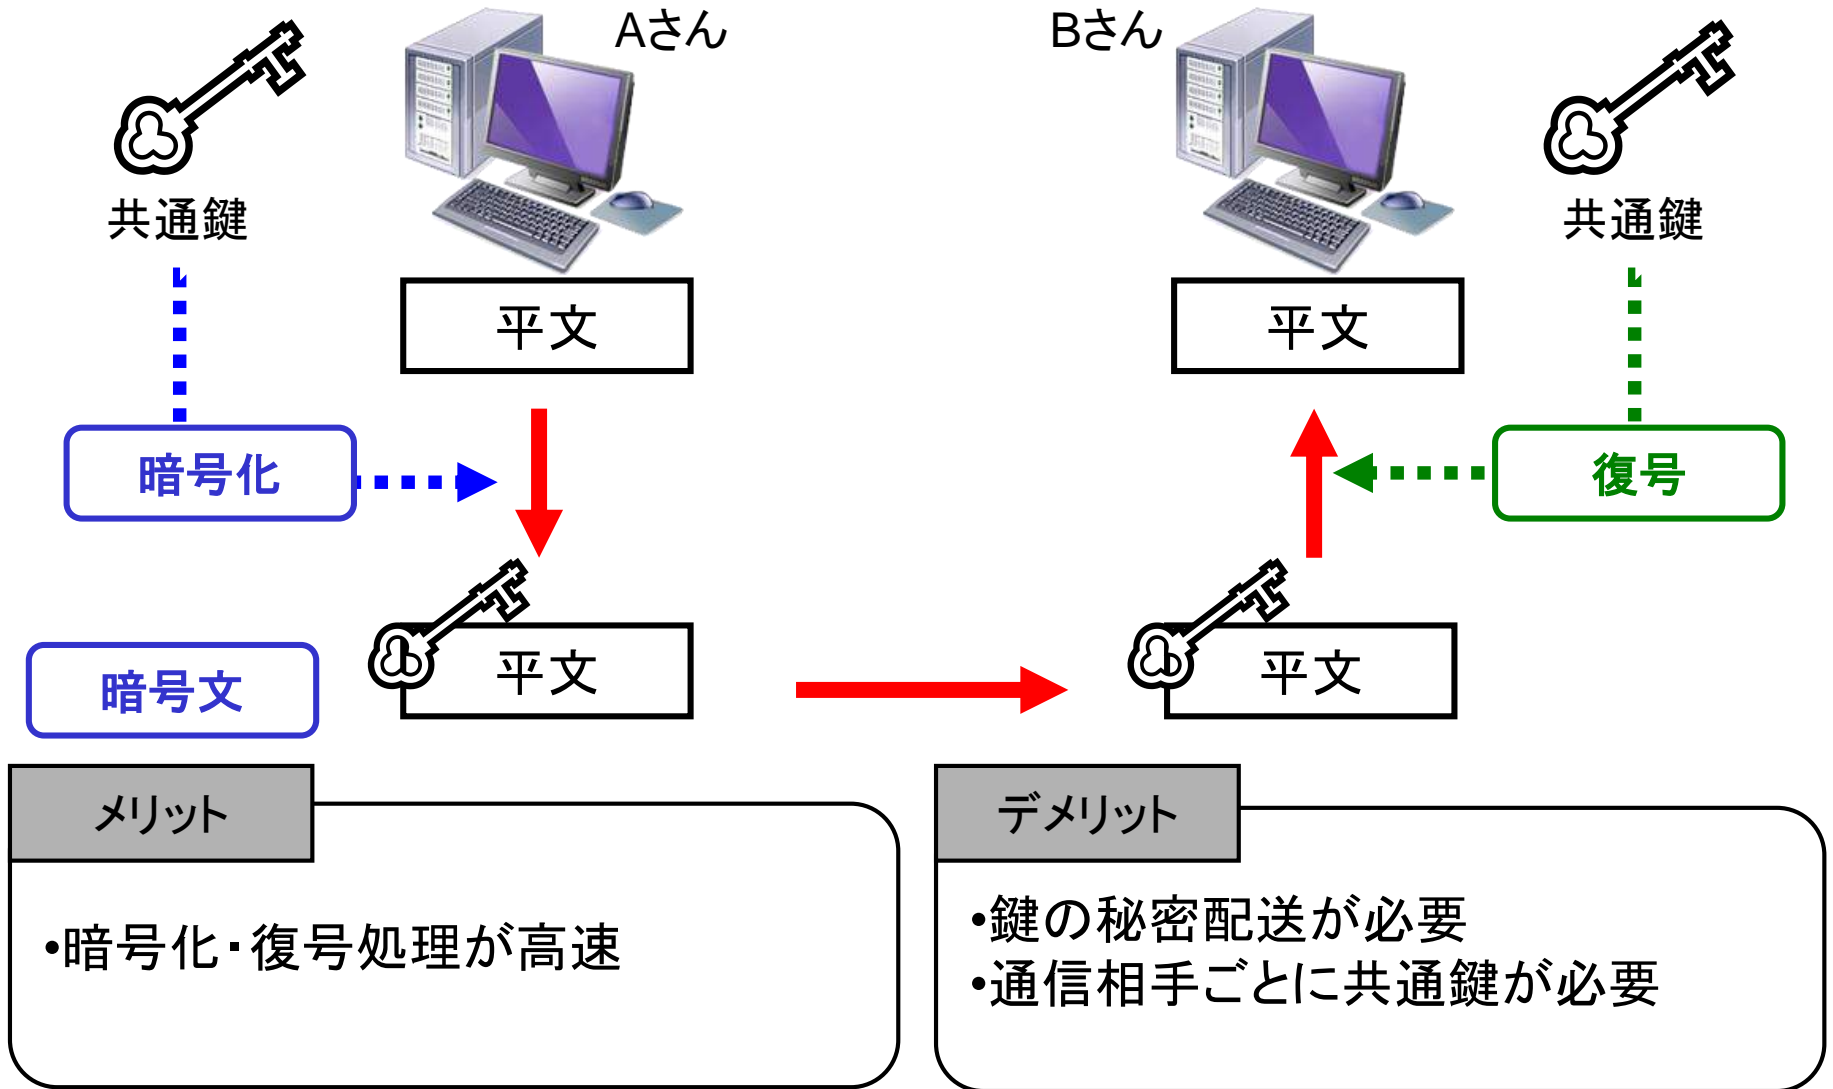 Aさん
Bさん
共通鍵
共通鍵
平文
平文
暗号化
復号
暗号文
平文
平文
メリット
•暗号化・復号処理が高速
デメリット
•鍵の秘密配送が必要
•通信相手ごとに共通鍵が必要